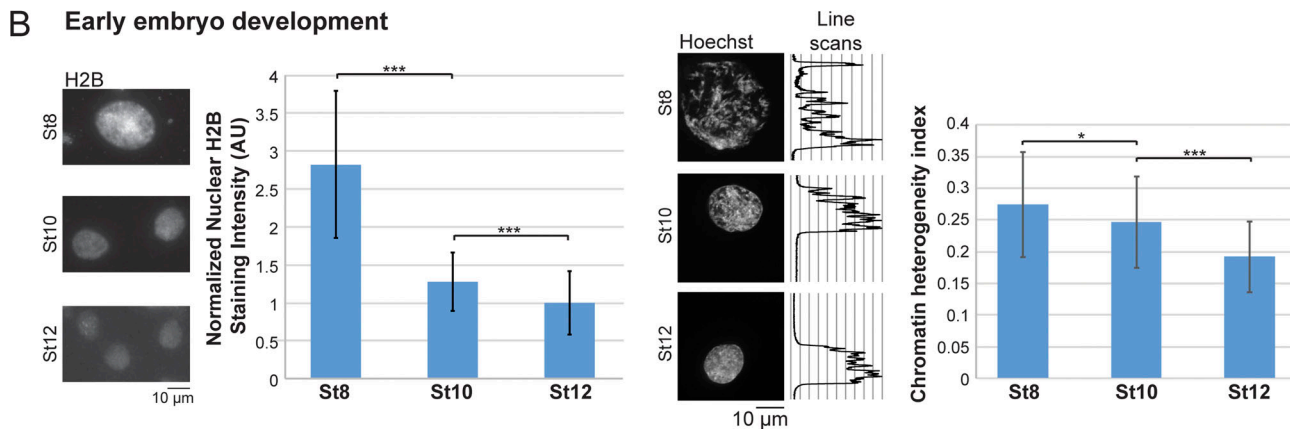 B Early embryo development
H2B
St8
St10
St12
10 µm
Normalized Nuclear H2B
Staining Intensity (AU)
4
3.5
3
2.5
2
1.5
1
0.5
0
***
***
St8 St10 St12
Hoechst
Line
scans
St8
St10
St12
10 µm
Chromatin heterogeneity index
0.4
0.35
0.3
0.25
0.2
0.15
0.1
0.05
0
*
***
St8 St10 St12